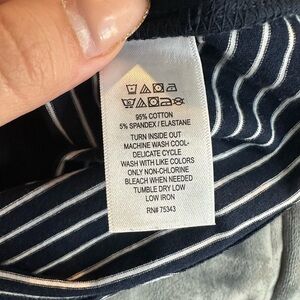 95% COTTON
5% SPANDEX / ELASTANE
TURN INSIDE OUT
MACHINE WASH COOL-
DELICATE CYCLE
WASH WITH LIKE COLORS
ONLY NON-CHLORINE
BLEACH WHEN NEEDED
TUMBLE DRY LOW
LOW IRON
RN# 75343